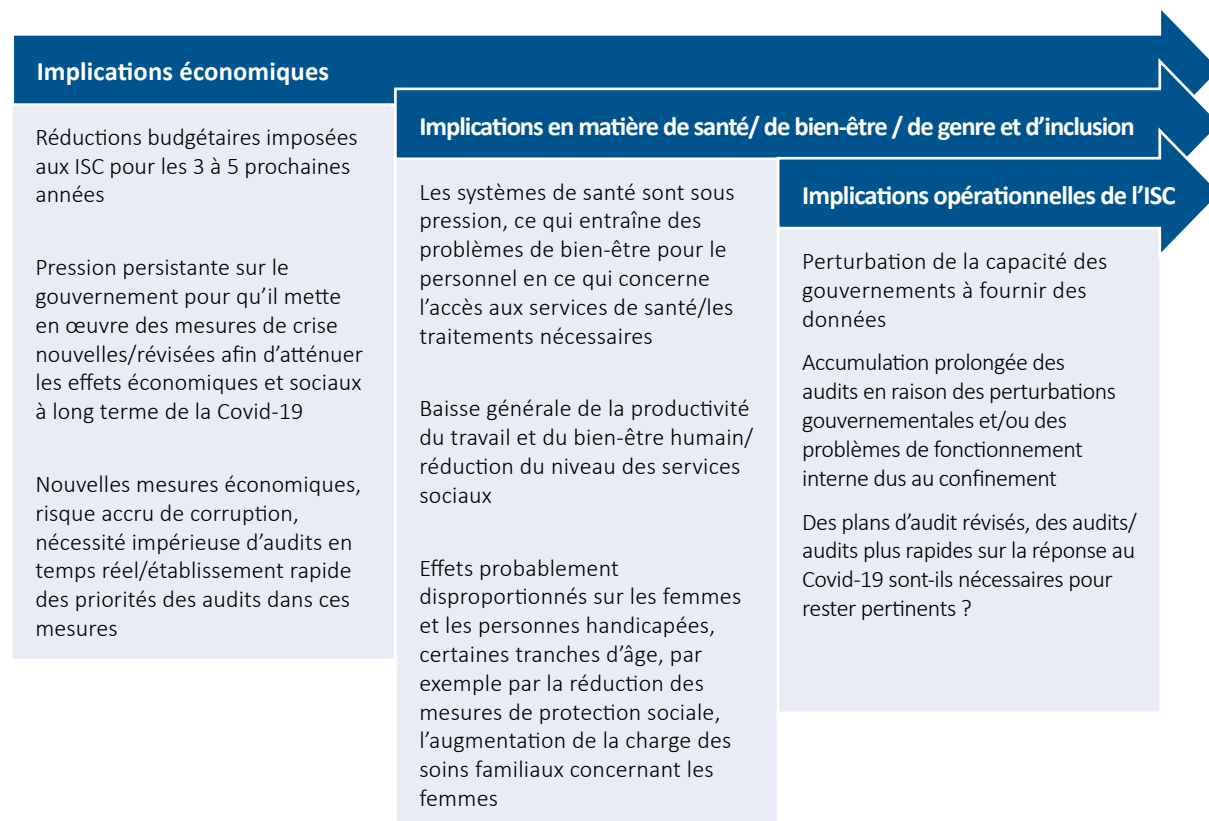 Implications économiques
Réductions budgétaires imposées
aux ISC pour les 3 à 5 prochaines
années
Pression persistante sur le
gouvernement pour qu’il mette
en œuvre des mesures de crise
nouvelles/révisées afin d’atténuer
les effets économiques et sociaux
à long terme de la Covid-19
Nouvelles mesures économiques,
risque accru de corruption,
nécessité impérieuse d’audits en
temps réel/établissement rapide
des priorités des audits dans ces
mesures
Implications en matière de santé/ de bien-être / de genre et d’inclusion
Les systèmes de santé sont sous
pression, ce qui entraîne des
problèmes de bien-être pour le
personnel en ce qui concerne
l’accès aux services de santé/les
traitements nécessaires
Baisse générale de la productivité
du travail et du bien-être humain/
réduction du niveau des services
sociaux
Effets probablement
disproportionnés sur les femmes
et les personnes handicapées,
certaines tranches d’âge, par
exemple par la réduction des
mesures de protection sociale,
l’augmentation de la charge des
soins familiaux concernant les
femmes
Implications opérationnelles de l’ISC
Perturbation de la capacité des
gouvernements à fournir des
données
Accumulation prolongée des
audits en raison des perturbations
gouvernementales et/ou des
problèmes de fonctionnement
interne dus au confinement
Des plans d’audit révisés, des audits/
audits plus rapides sur la réponse au
Covid-19 sont-ils nécessaires pour
rester pertinents ?